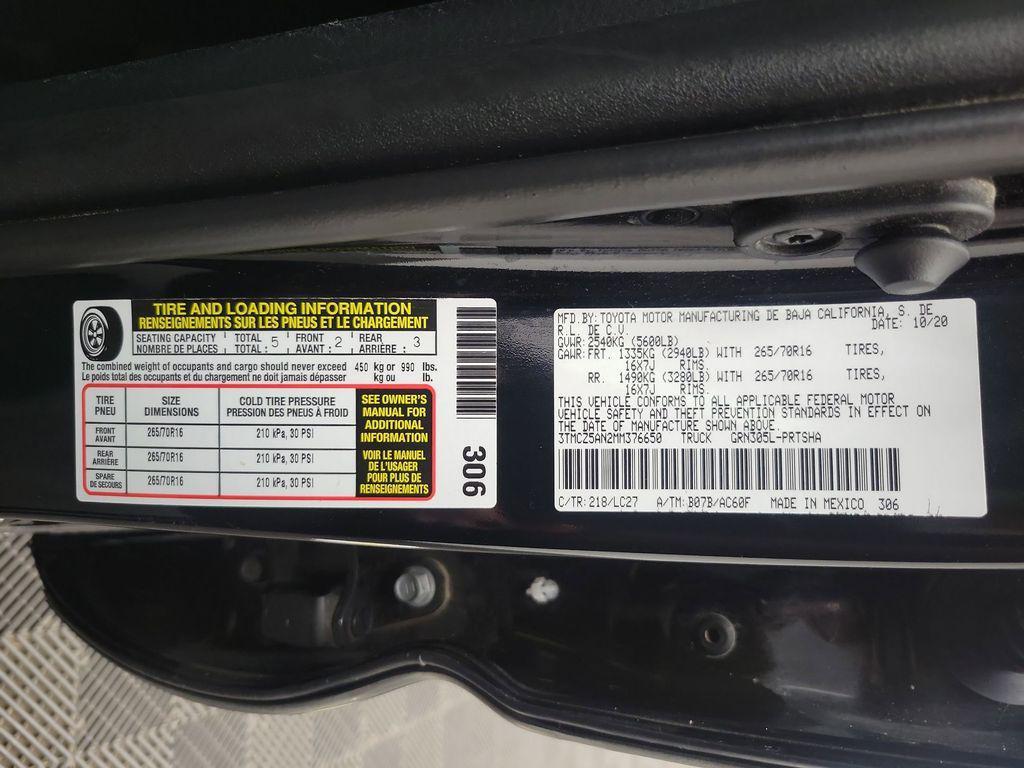 TIRE AND LOADING INFORMATION
RENSEIGNEMENTS SUR LES PNEUS ET LE CHARGEMENT
SEATING CAPACITY TOTAL 5 FRONT 2 REAR 3
NOMBRE DE PLACES TOTAL : AVANT : ARRIÈRE :
The combined weight of occupants and cargo should never exceed 450 kg or 990 lbs.
Le poids total des occupants et du chargement ne doit jamais dépasser kg ou lb.
TIRE SIZE COLD TIRE PRESSURE
PNEU DIMENSIONS PRESSION DES PNEUS À FROID
FRONT
AVANT 265/70R16 210 kPa, 30 PSI
REAR
ARRIÈRE 265/70R16 210 kPa, 30 PSI
SPARE
DE SECOURS 265/70R16 210 kPa, 30 PSI
SEE OWNER'S
MANUAL FOR
ADDITIONAL
INFORMATION
VOIR LE MANUEL
DE L'USAGER
POUR PLUS DE
RENSEIGNEMENTS
306
MFD.BY:TOYOTA MOTOR MANUFACTURING DE BAJA CALIFORNIA, S. DE
R.L. DE C.V. DATE: 10/20
GVWR:2540KG (5600LB)
GAWR:FRT. 1335KG (2940LB) WITH 265/70R16 TIRES,
16X7J RIMS.
RR. 1490KG (3280LB) WITH 265/70R16 TIRES,
16X7J RIMS.
THIS VEHICLE CONFORMS TO ALL APPLICABLE FEDERAL MOTOR
VEHICLE SAFETY AND THEFT PREVENTION STANDARDS IN EFFECT ON
THE DATE OF MANUFACTURE SHOWN ABOVE.
3TMCZ5AN2MM376650 TRUCK GRN305L-PRTSHA
C/TR:218/LC27 A/TM:B07B/AC60F MADE IN MEXICO 306